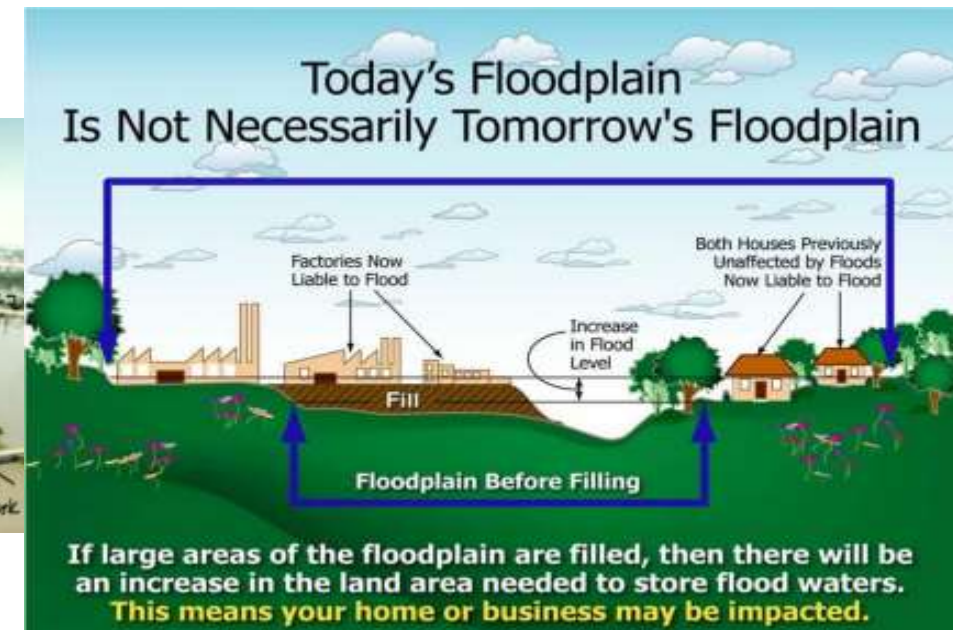 Today's Floodplain
Is Not Necessarily Tomorrow's Floodplain
Factories Now
Liable to Flood
Both Houses Previously
Unaffected by Floods
Now Liable to Flood
Increase
in Flood
Level
Fill
Floodplain Before Filling
If large areas of the floodplain are filled, then there will be
an increase in the land area needed to store flood waters.
This means your home or business may be impacted.